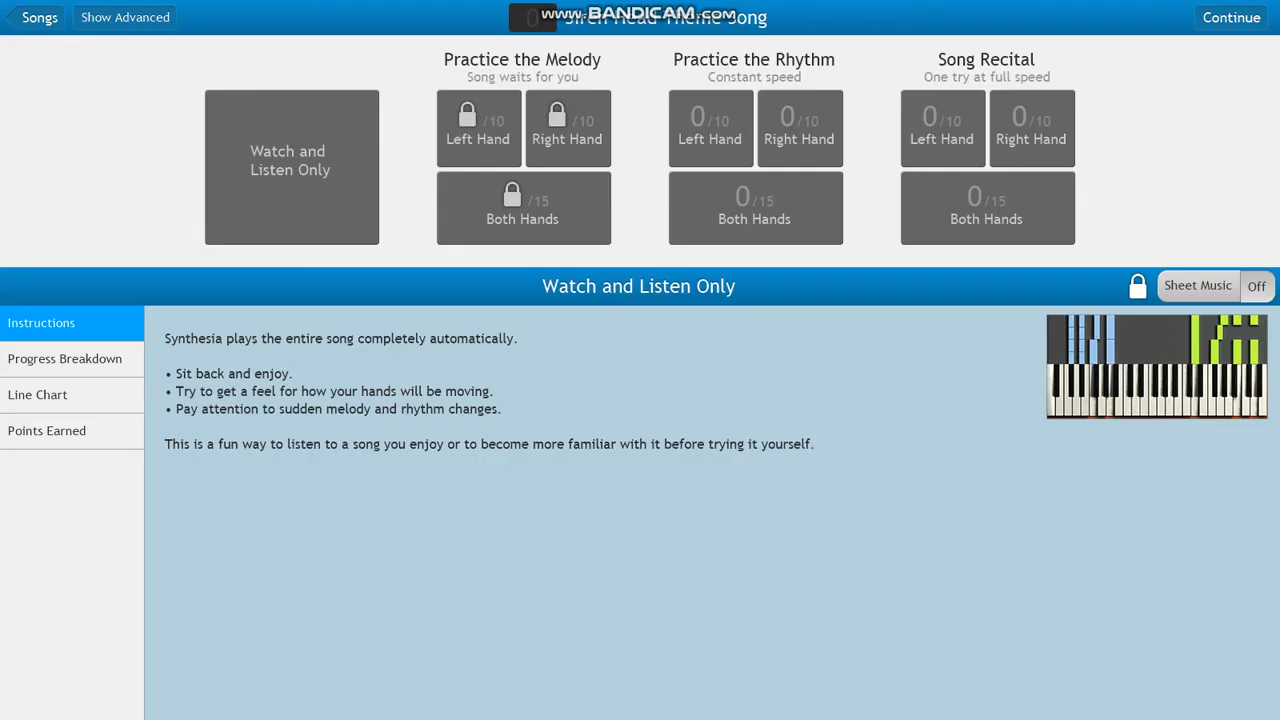 Songs
Show Advanced
0
www.BANDICAM.com
Siren Head Theme Song
Continue
Practice the Melody
Song waits for you
/10
Left Hand
/10
Right Hand
/15
Both Hands
Practice the Rhythm
Constant speed
0/10
Left Hand
0/10
Right Hand
0/15
Both Hands
Song Recital
One try at full speed
0/10
Left Hand
0/10
Right Hand
0/15
Both Hands
Watch and
Listen Only
Watch and Listen Only
Sheet Music
Off
Instructions
Progress Breakdown
Line Chart
Points Earned
Synthesia plays the entire song completely automatically.
• Sit back and enjoy.
• Try to get a feel for how your hands will be moving.
• Pay attention to sudden melody and rhythm changes.
This is a fun way to listen to a song you enjoy or to become more familiar with it before trying it yourself.